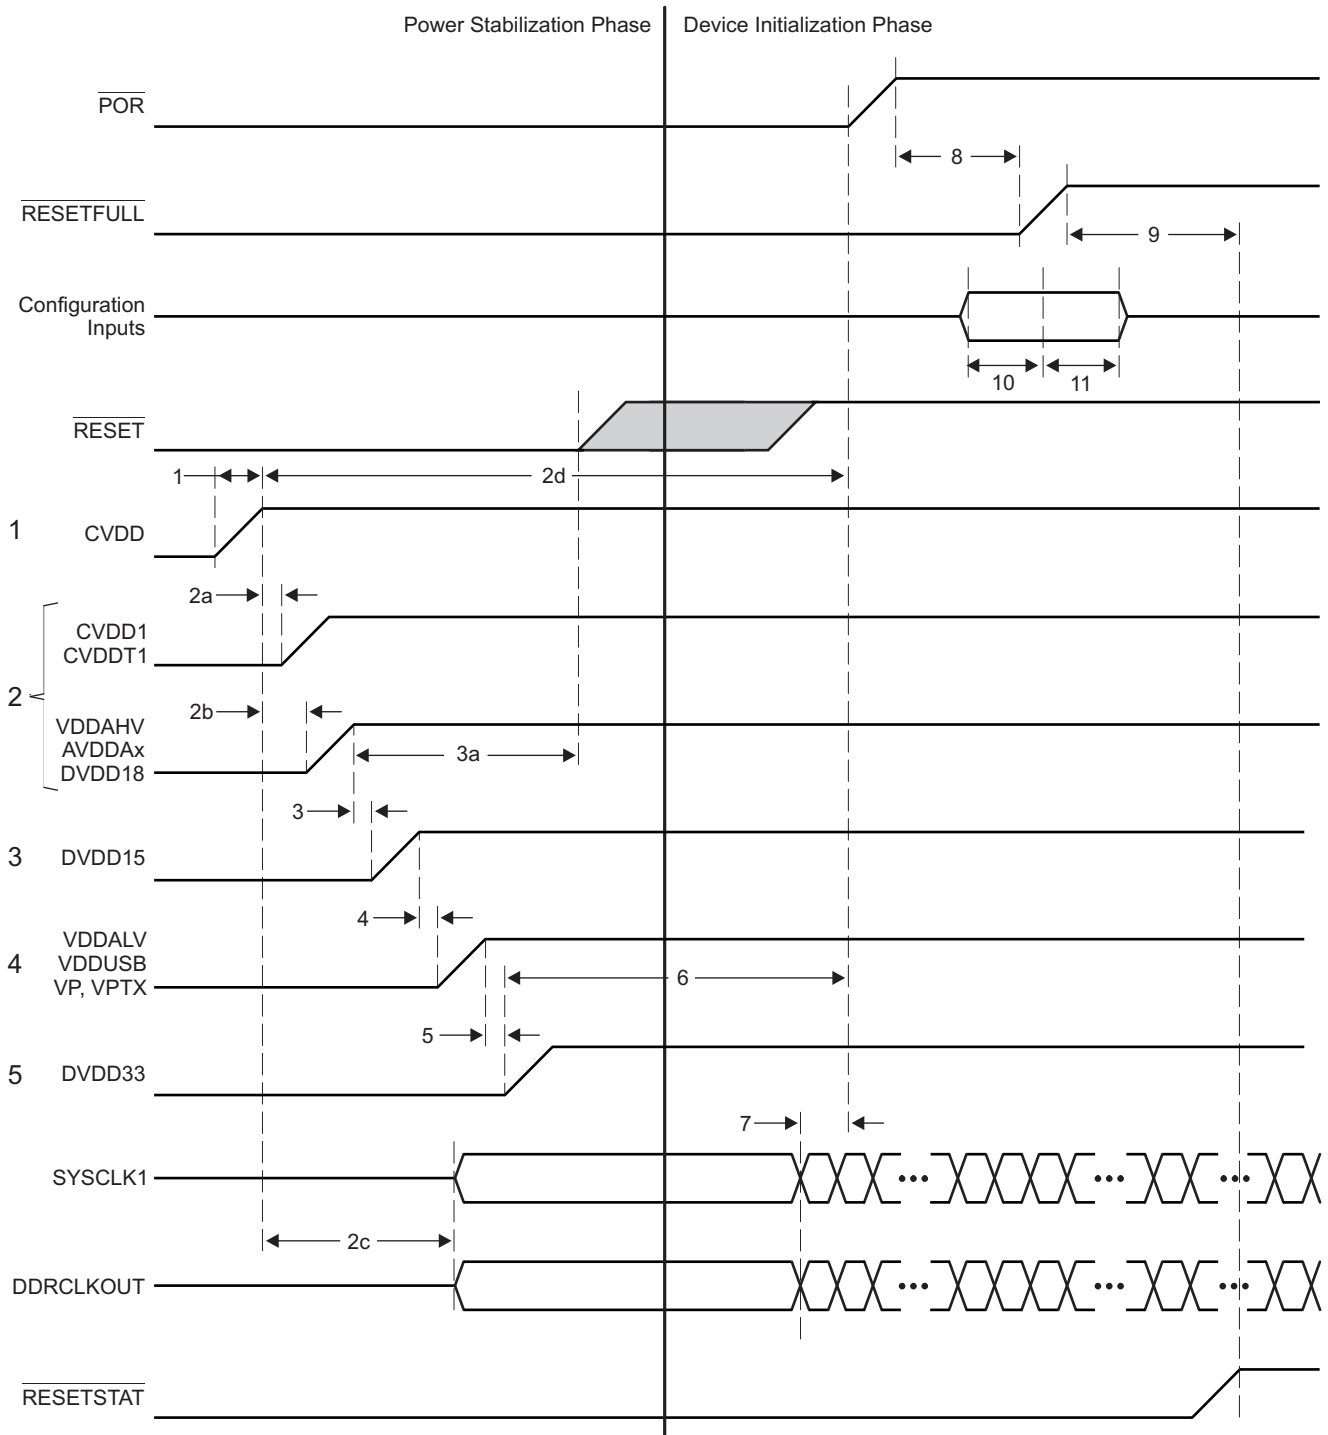 Power Stabilization Phase
Device Initialization Phase
POR
8
RESETFULL
9
Configuration
Inputs
10
11
RESET
1
2d
1
CVDD
2a
CVDD1
CVDDT1
2
2b
VDDAHV
AVDDAx
DVDD18
3a
3
3
DVDD15
4
4
VDDALV
VDDUSB
VP, VPTX
6
5
5
DVDD33
7
SYSCLK1
2c
DDRCLKOUT
RESETSTAT